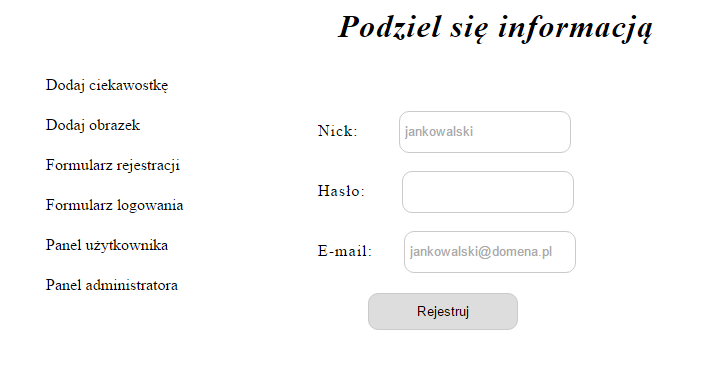 Podziel się informacją
Dodaj ciekawostkę
Dodaj obrazek
Formularz rejestracji
Formularz logowania
Panel użytkownika
Panel administratora
Nick: jankowalski
Hasło:
E-mail: jankowalski@domena.pl
Rejestruj